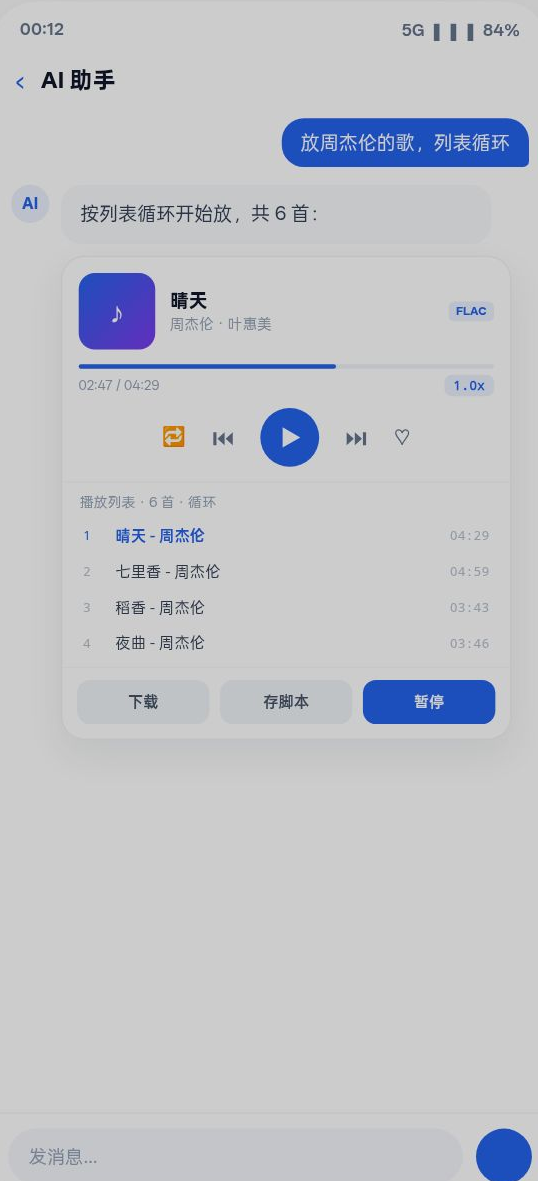 00:12
5G 84%
AI 助手
放周杰伦的歌，列表循环
AI
按列表循环开始放，共 6 首：
晴天
周杰伦 · 叶惠美
FLAC
02:47 / 04:29
1.0x
播放列表 · 6 首 · 循环
1 晴天 - 周杰伦 04:29
2 七里香 - 周杰伦 04:59
3 稻香 - 周杰伦 03:43
4 夜曲 - 周杰伦 03:46
下载 存脚本 暂停
发消息...